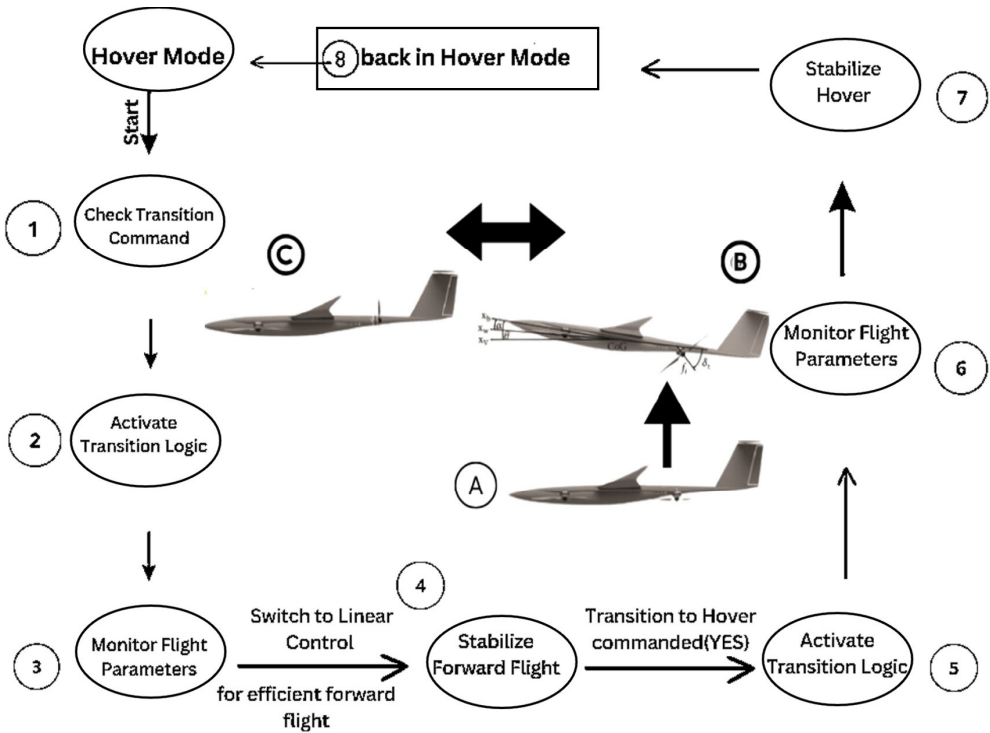 Hover Mode
8 back in Hover Mode
Stabilize
Hover
7
Start
1
Check Transition
Command
C
B
Monitor Flight
Parameters
6
CoG
2
Activate
Transition Logic
A
4
3
Monitor Flight
Parameters
Switch to Linear
Control
for efficient forward
flight
Stabilize
Forward Flight
Transition to Hover
commanded(YES)
Activate
Transition Logic
5